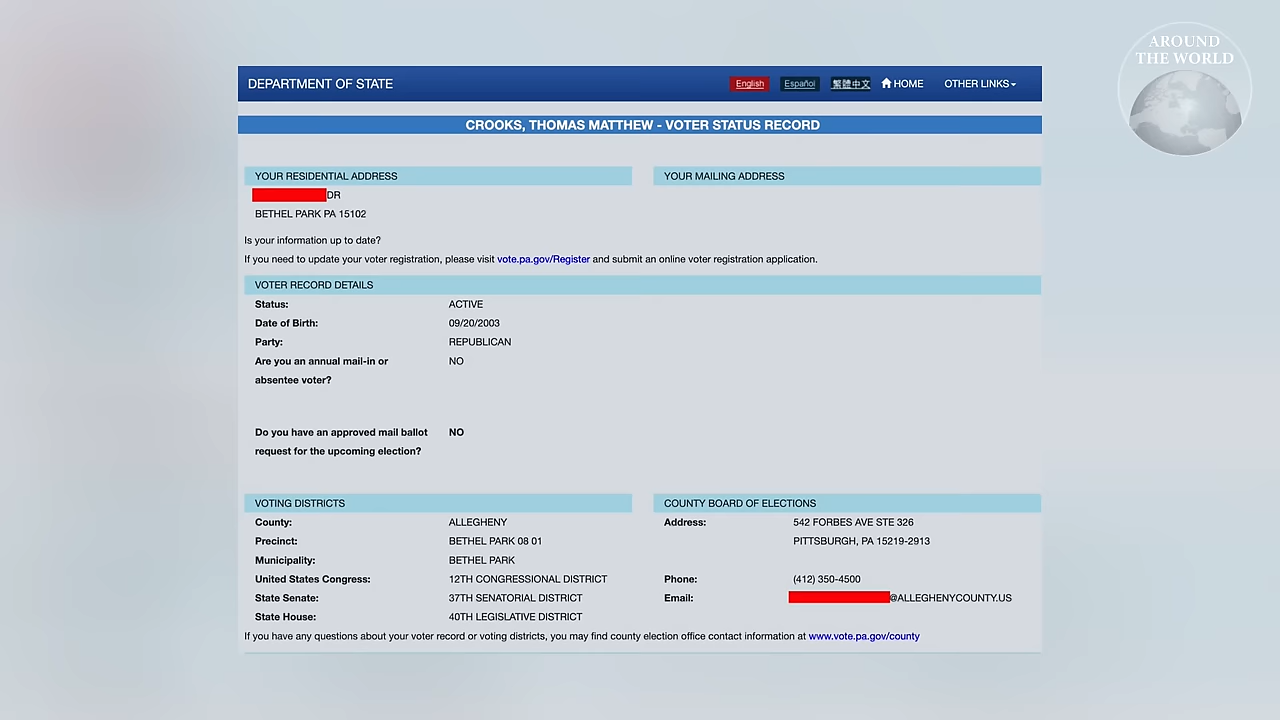 AROUND
THE WORLD
DEPARTMENT OF STATE
English Español 繁體中文 HOME OTHER LINKS
CROOKS, THOMAS MATTHEW - VOTER STATUS RECORD
YOUR RESIDENTIAL ADDRESS
DR
BETHEL PARK PA 15102
YOUR MAILING ADDRESS
Is your information up to date?
If you need to update your voter registration, please visit vote.pa.gov/Register and submit an online voter registration application.
VOTER RECORD DETAILS
Status: ACTIVE
Date of Birth: 09/20/2003
Party: REPUBLICAN
Are you an annual mail-in or NO
absentee voter?
Do you have an approved mail ballot NO
request for the upcoming election?
VOTING DISTRICTS
County: ALLEGHENY
Precinct: BETHEL PARK 08 01
Municipality: BETHEL PARK
United States Congress: 12TH CONGRESSIONAL DISTRICT
State Senate: 37TH SENATORIAL DISTRICT
State House: 40TH LEGISLATIVE DISTRICT
COUNTY BOARD OF ELECTIONS
Address: 542 FORBES AVE STE 326
PITTSBURGH, PA 15219-2913
Phone: (412) 350-4500
Email: @ALLEGHENYCOUNTY.US
If you have any questions about your voter record or voting districts, you may find county election office contact information at www.vote.pa.gov/county